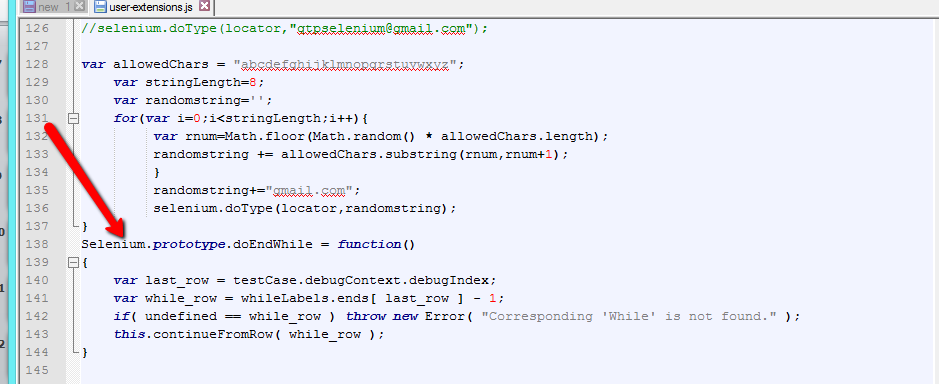 new 1 user-extensions.js
126 //selenium.doType(locator,"qtpselenium@gmail.com");
127
128 var allowedChars = "abcdefghijklmnopqrstuvwxyz";
129 var stringLength=8;
130 var randomstring='';
131 for(var i=0;i<stringLength;i++){
132 var rnum=Math.floor(Math.random() * allowedChars.length);
133 randomstring += allowedChars.substring(rnum,rnum+1);
134 }
135 randomstring+="gmail.com";
136 selenium.doType(locator,randomstring);
137 }
138 Selenium.prototype.doEndWhile = function()
139 {
140 var last_row = testCase.debugContext.debugIndex;
141 var while_row = whileLabels.ends[ last_row ] - 1;
142 if( undefined == while_row ) throw new Error( "Corresponding 'While' is not found." );
143 this.continueFromRow( while_row );
144 }
145